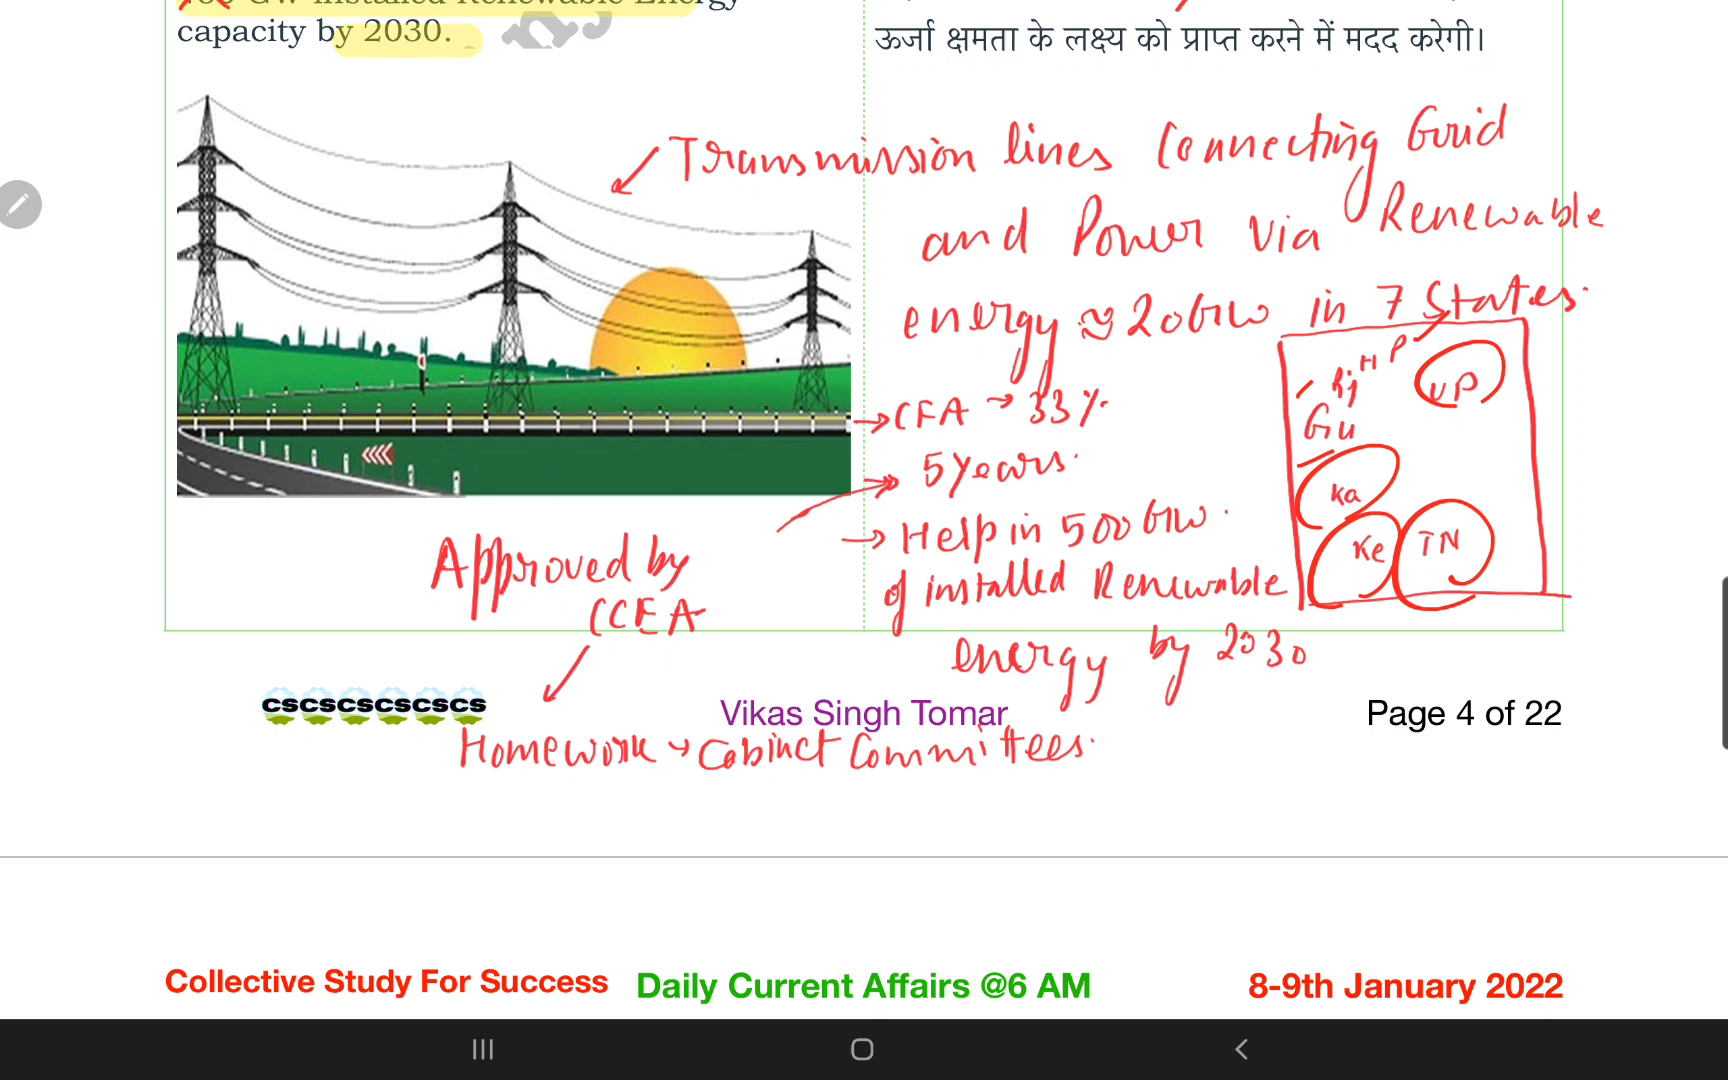 capacity by 2030.
ऊर्जा क्षमता के लक्ष्य को प्राप्त करने में मदद करेगी।
Transmission lines Connecting Grid
and Power via Renewable
energy ≈ 20GW in 7 States.
HP
Rj
UP
Gu
Ka
Ke
TN
→ CFA → 33%
→ 5 Years.
→ Help in 500 GW.
of installed Renewable
energy by 2030
Approved by
CCEA
cscscscscscs
Vikas Singh Tomar
Page 4 of 22
Homework → Cabinet Committees.
Collective Study For Success
Daily Current Affairs @6 AM
8-9th January 2022